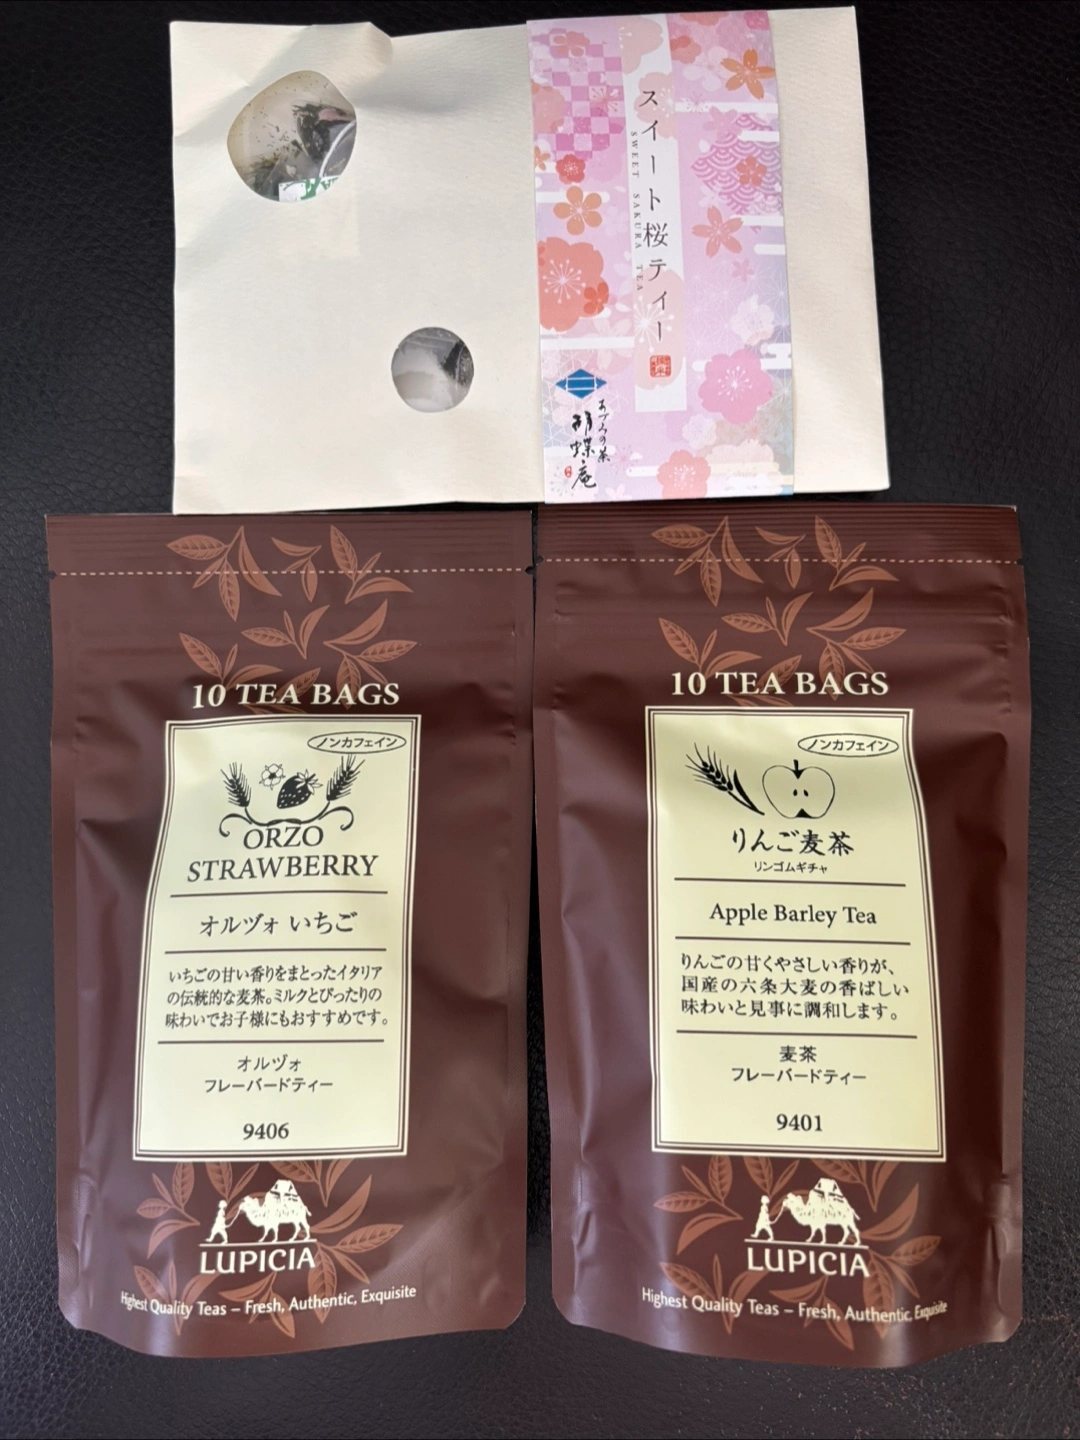 スイート桜ティー
SWEET SAKURA TEA
あづみの茶
胡蝶庵
10 TEA BAGS
ノンカフェイン
ORZO
STRAWBERRY
オルヅォ いちご
いちごの甘い香りをまとったイタリア
の伝統的な麦茶。ミルクとぴったりの
味わいでお子様にもおすすめです。
オルヅォ
フレーバードティー
9406
LUPICIA
Highest Quality Teas – Fresh, Authentic, Exquisite
10 TEA BAGS
ノンカフェイン
りんご麦茶
リンゴムギチャ
Apple Barley Tea
りんごの甘くやさしい香りが、
国産の六条大麦の香ばしい
味わいと見事に調和します。
麦茶
フレーバードティー
9401
LUPICIA
Highest Quality Teas – Fresh, Authentic, Exquisite